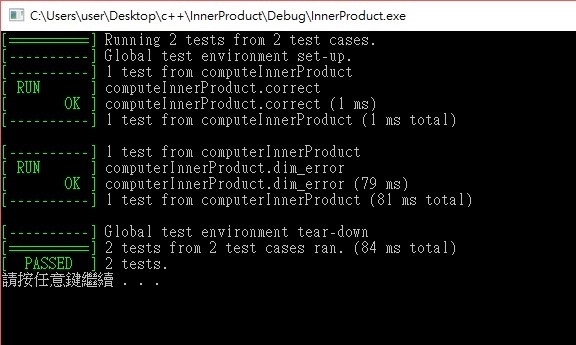 C:\Users\user\Desktop\c++\InnerProduct\Debug\InnerProduct.exe
[==========] Running 2 tests from 2 test cases.
[----------] Global test environment set-up.
[----------] 1 test from computeInnerProduct
[ RUN      ] computeInnerProduct.correct
[       OK ] computeInnerProduct.correct (1 ms)
[----------] 1 test from computeInnerProduct (1 ms total)

[----------] 1 test from computerInnerProduct
[ RUN      ] computerInnerProduct.dim_error
[       OK ] computerInnerProduct.dim_error (79 ms)
[----------] 1 test from computerInnerProduct (81 ms total)

[----------] Global test environment tear-down
[==========] 2 tests from 2 test cases ran. (84 ms total)
[  PASSED  ] 2 tests.
請按任意鍵繼續 . . .